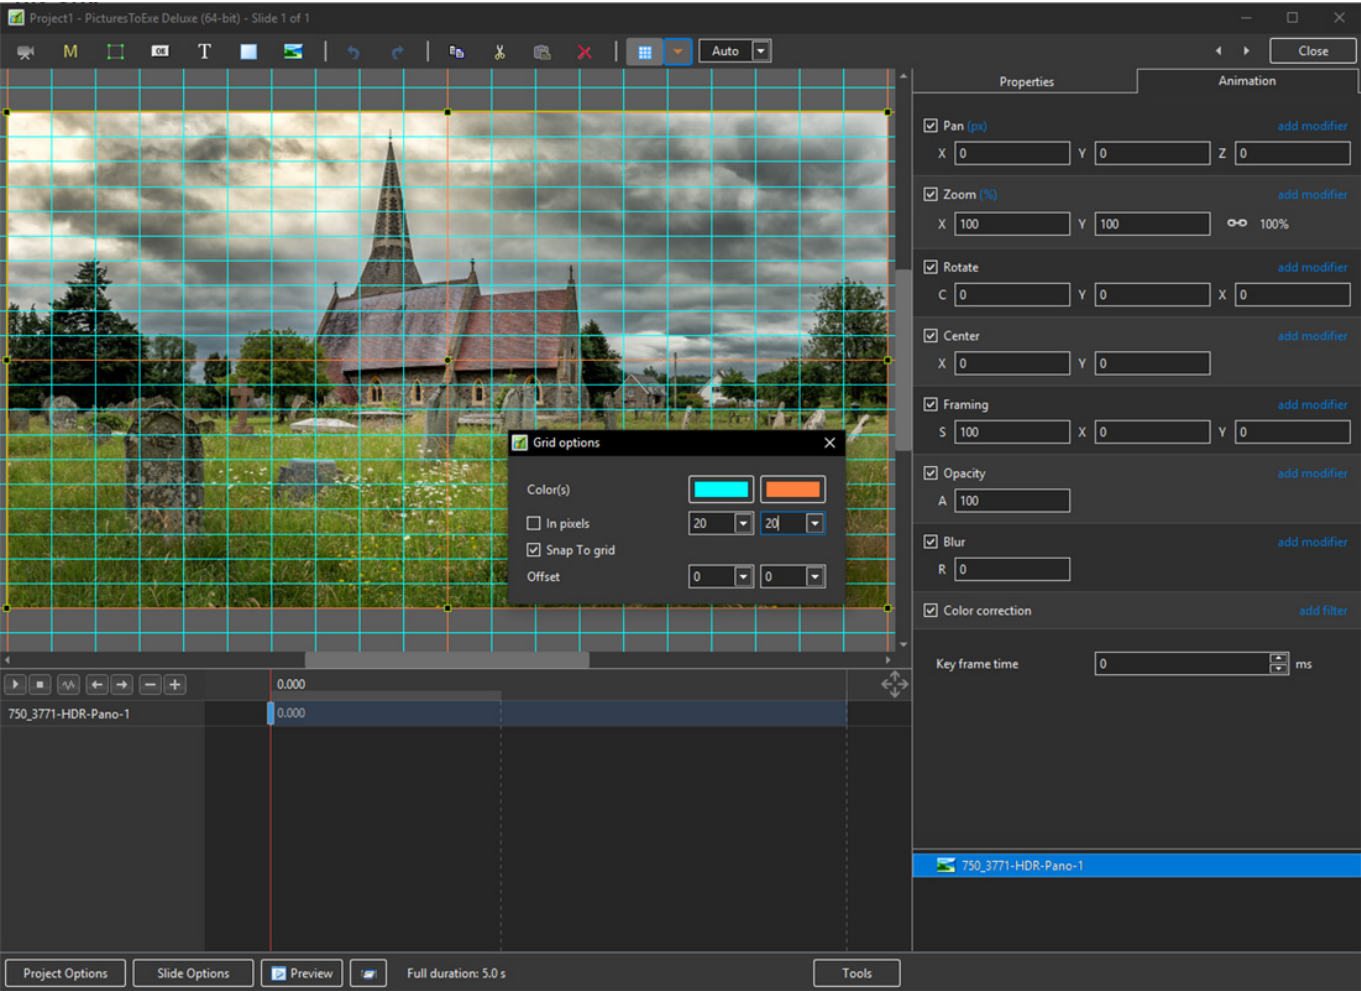 Project1 - PicturesToExe Deluxe (64-bit) - Slide 1 of 1
M OK T Auto Close
Properties Animation
Pan (px) add modifier
X 0 Y 0 Z 0
Zoom (%) add modifier
X 100 Y 100 100%
Rotate add modifier
C 0 Y 0 X 0
Center add modifier
X 0 Y 0
Framing add modifier
S 100 X 0 Y 0
Opacity add modifier
A 100
Blur add modifier
R 0
Color correction add filter
Key frame time 0 ms
Grid options
Color(s)
In pixels 20 20
Snap To grid
Offset 0 0
0.000
750_3771-HDR-Pano-1 0.000
750_3771-HDR-Pano-1
Project Options Slide Options Preview Full duration: 5.0 s Tools